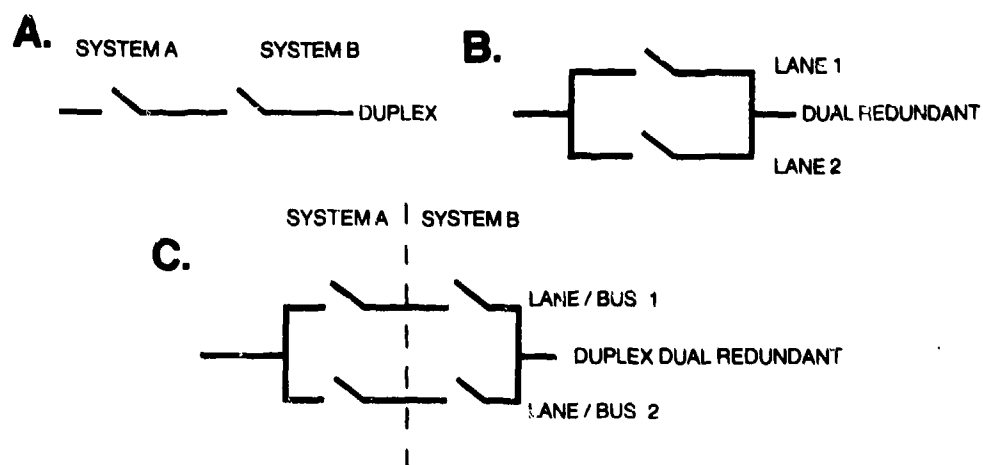 A.
SYSTEM A
SYSTEM B
DUPLEX
B.
LANE 1
DUAL REDUNDANT
LANE 2
C.
SYSTEM A
SYSTEM B
LANE / BUS 1
DUPLEX DUAL REDUNDANT
LANE / BUS 2